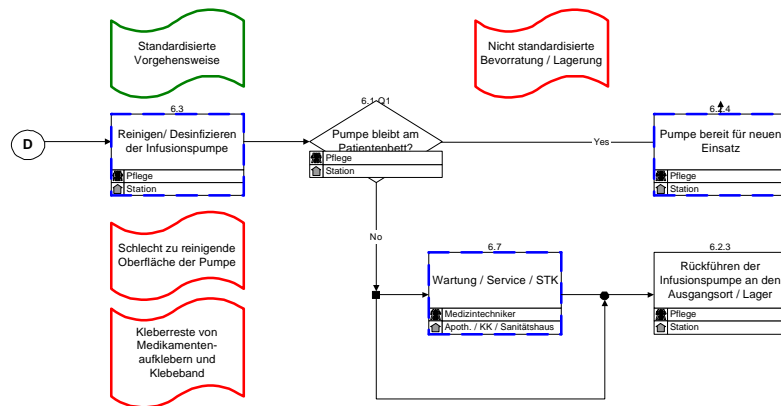 Standardisierte
Vorgehensweise
Nicht standardisierte
Bevorratung / Lagerung
D
6.3
Reinigen/ Desinfizieren
der Infusionspumpe
Pflege
Station
6.1 Q1
Pumpe bleibt am
Patientenbett?
Pflege
Station
Yes
6.2.4
Pumpe bereit für neuen
Einsatz
Pflege
Station
No
Schlecht zu reinigende
Oberfläche der Pumpe
6.7
Wartung / Service / STK
Medizintechniker
Apoth. / KK / Sanitätshaus
6.2.3
Rückführen der
Infusionspumpe an den
Ausgangsort / Lager
Pflege
Station
Kleberreste von
Medikamenten-
aufklebern und
Klebeband